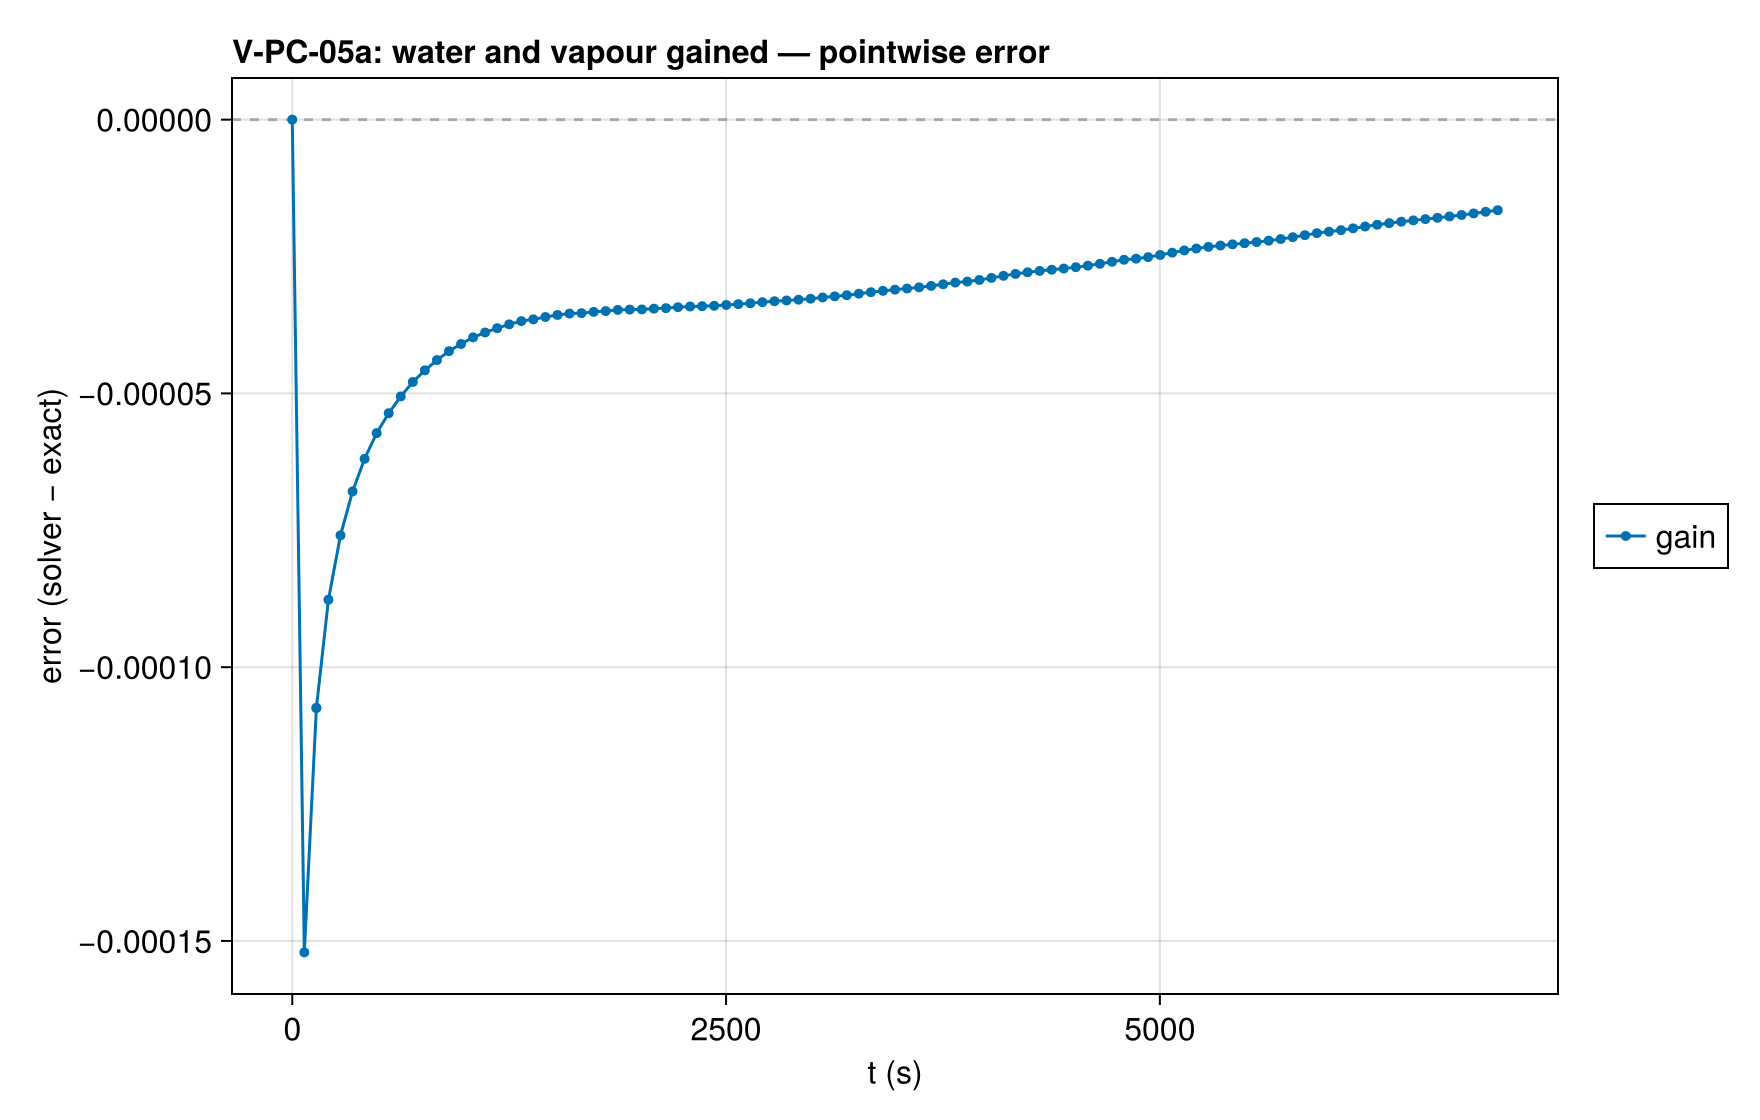 V-PC-05a: water and vapour gained — pointwise error
error (solver − exact)
0.00000
−0.00005
−0.00010
−0.00015
0
2500
5000
t (s)
gain